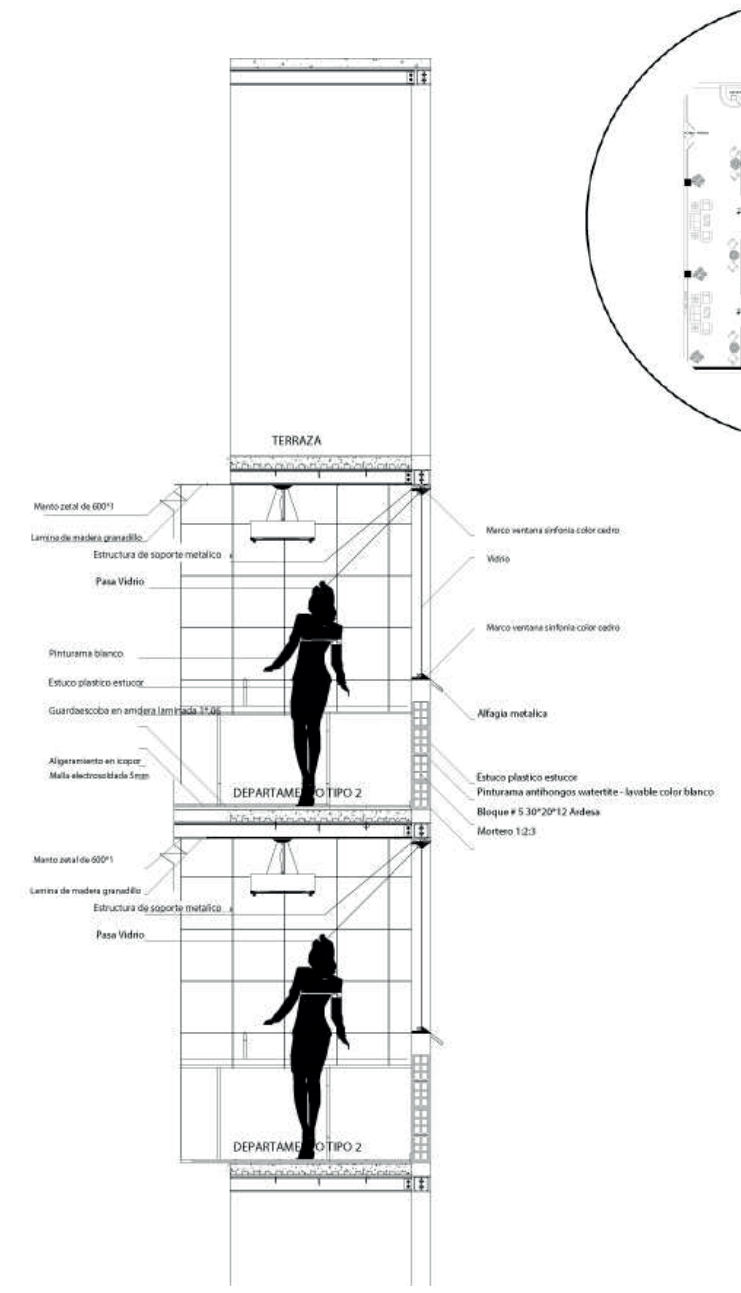 TERRAZA
Manto zetal de 600*1
Lamina de madera granadillo
Estructura de soporte metalico
Pasa Vidrio
Pinturama blanco
Estuco plastico estucor
Guardaescoba en amdera laminada 1*.06
Aligeramiento en icopor
Malla electrosoldada 5mm
DEPARTAMENTO TIPO 2
Marco ventana sinfonia color cedro
Vidrio
Marco ventana sinfonia color cedro
Alfagia metalica
Estuco plastico estucor
Pinturama antihongos watertite - lavable color blanco
Bloque # 5 30*20*12 Ardesa
Mortero 1:2:3
Manto zetal de 600*1
Lamina de madera granadillo
Estructura de soporte metalico
Pasa Vidrio
DEPARTAMENTO TIPO 2